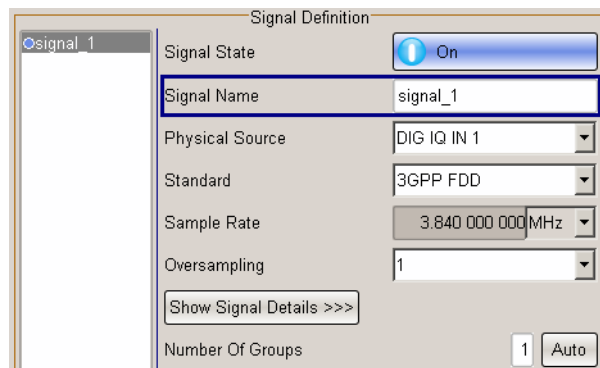 Signal Definition
signal_1
Signal State On
Signal Name signal_1
Physical Source DIG IQ IN 1
Standard 3GPP FDD
Sample Rate 3.840 000 000 MHz
Oversampling 1
Show Signal Details >>>
Number Of Groups 1 Auto